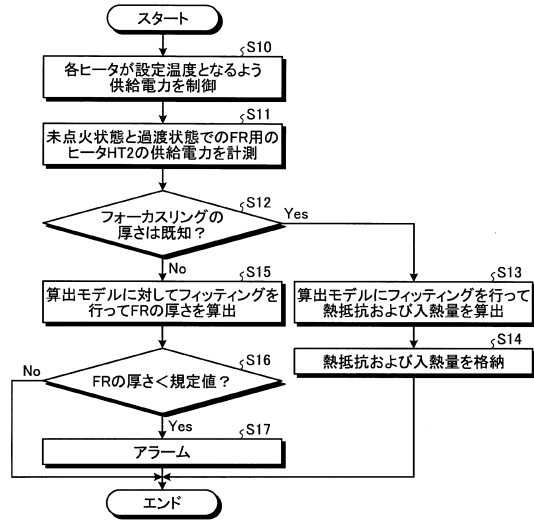 スタート
S10
各ヒータが設定温度となるよう
供給電力を制御
S11
未点火状態と過渡状態でのFR用の
ヒータHT2の供給電力を計測
S12
フォーカスリングの
厚さは既知?
Yes
No
S15
算出モデルに対してフィッティングを
行ってFRの厚さを算出
S13
算出モデルにフィッティングを行って
熱抵抗および入熱量を算出
S14
熱抵抗および入熱量を格納
S16
No
FRの厚さ<規定値?
Yes
S17
アラーム
エンド